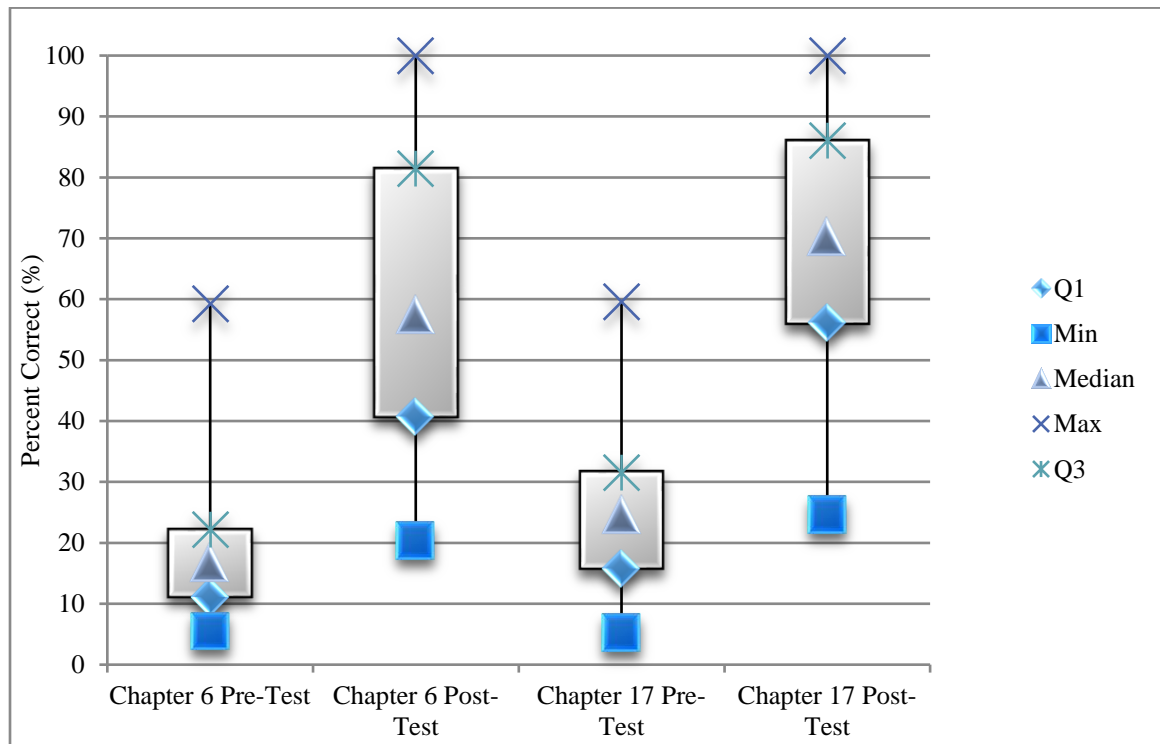 100
90
80
70
60
50
40
30
20
10
0
Percent Correct (%)
Chapter 6 Pre-Test
Chapter 6 Post-
Test
Chapter 17 Pre-
Test
Chapter 17 Post-
Test
Q1
Min
Median
Max
Q3